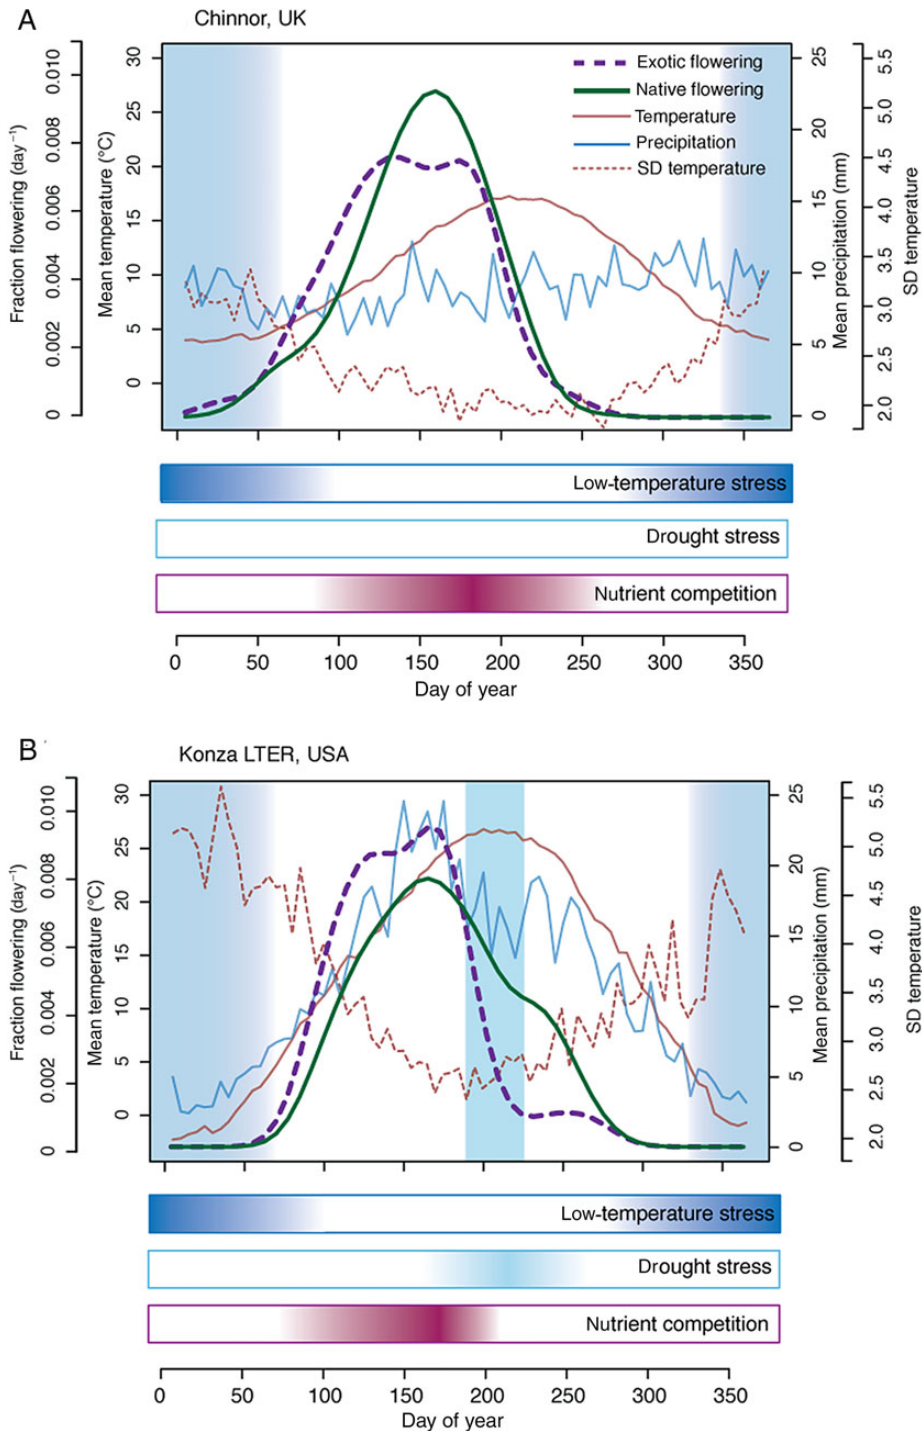 A
Chinnor, UK
Fraction flowering (day⁻¹)
0 0.002 0.004 0.006 0.008 0.010
Mean temperature (°C)
0 5 10 15 20 25 30
Exotic flowering
Native flowering
Temperature
Precipitation
SD temperature
0 5 10 15 20 25
Mean precipitation (mm)
2.0 2.5 3.0 3.5 4.0 4.5 5.0 5.5
SD temperature
Low-temperature stress
Drought stress
Nutrient competition
0 50 100 150 200 250 300 350
Day of year
B
Konza LTER, USA
Fraction flowering (day⁻¹)
0 0.002 0.004 0.006 0.008 0.010
Mean temperature (°C)
0 5 10 15 20 25 30
0 5 10 15 20 25
Mean precipitation (mm)
2.0 2.5 3.0 3.5 4.0 4.5 5.0 5.5
SD temperature
Low-temperature stress
Drought stress
Nutrient competition
0 50 100 150 200 250 300 350
Day of year